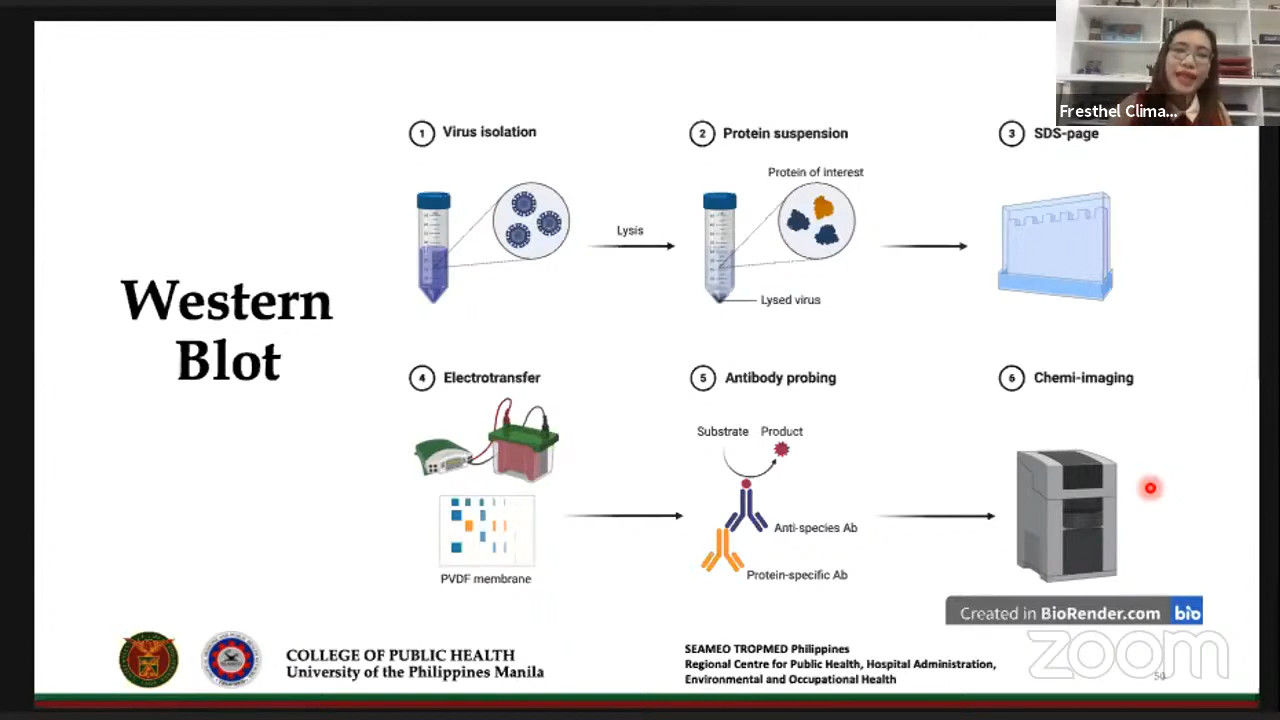 Fresthel Clima...
1 Virus isolation
2 Protein suspension
3 SDS-page
Protein of interest
Lysis
Lysed virus
Western
Blot
4 Electrotransfer
5 Antibody probing
6 Chemi-imaging
Substrate Product
Anti-species Ab
Protein-specific Ab
PVDF membrane
Created in BioRender.com bio
COLLEGE OF PUBLIC HEALTH
University of the Philippines Manila
SEAMEO TROPMED Philippines
Regional Centre for Public Health, Hospital Administration,
Environmental and Occupational Health
zoom
50